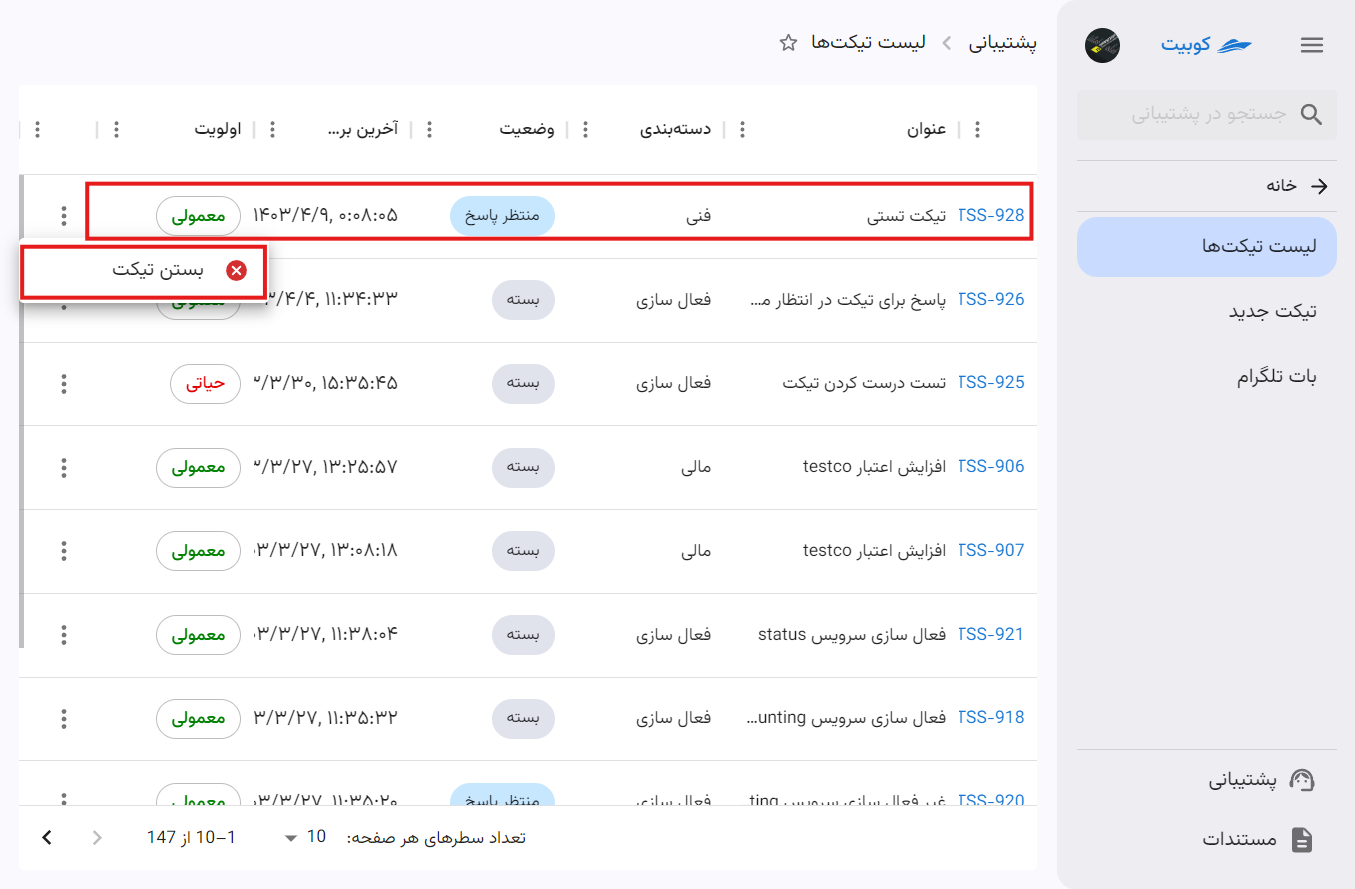 کوبیت
جستجو در پشتیبانی
خانه
لیست تیکت‌ها
تیکت جدید
بات تلگرام
پشتیبانی
مستندات
پشتیبانی
لیست تیکت‌ها
عنوان دسته‌بندی وضعیت آخرین بر... اولویت
TSS-928 تیکت تستی فنی منتظر پاسخ ۱۴۰۳/۴/۹, ۰:۰۸:۰۵ معمولی
بستن تیکت
TSS-926 پاسخ برای تیکت در انتظار م... فعال سازی بسته ۳/۴/۴, ۱۱:۳۴:۳۳ معمولی
TSS-925 تست درست کردن تیکت فعال سازی بسته ۳/۳/۳۰, ۱۵:۳۵:۴۵ حیاتی
TSS-906 افزایش اعتبار testco مالی بسته ۳/۳/۲۷, ۱۳:۲۵:۵۷ معمولی
TSS-907 افزایش اعتبار testco مالی بسته ۰۳/۳/۲۷, ۱۳:۰۸:۱۸ معمولی
TSS-921 فعال سازی سرویس status فعال سازی بسته ۰۳/۳/۲۷, ۱۱:۳۸:۰۴ معمولی
TSS-918 فعال سازی سرویس unting... فعال سازی بسته ۳/۳/۲۷, ۱۱:۳۵:۳۲ معمولی
TSS-920 غیر فعال سازی سرویس ting فعال سازی منتظر پاسخ ۰۳/۳/۲۷, ۱۱:۳۵:۲۰ معمولی
تعداد سطرهای هر صفحه: 10 1–10 از 147